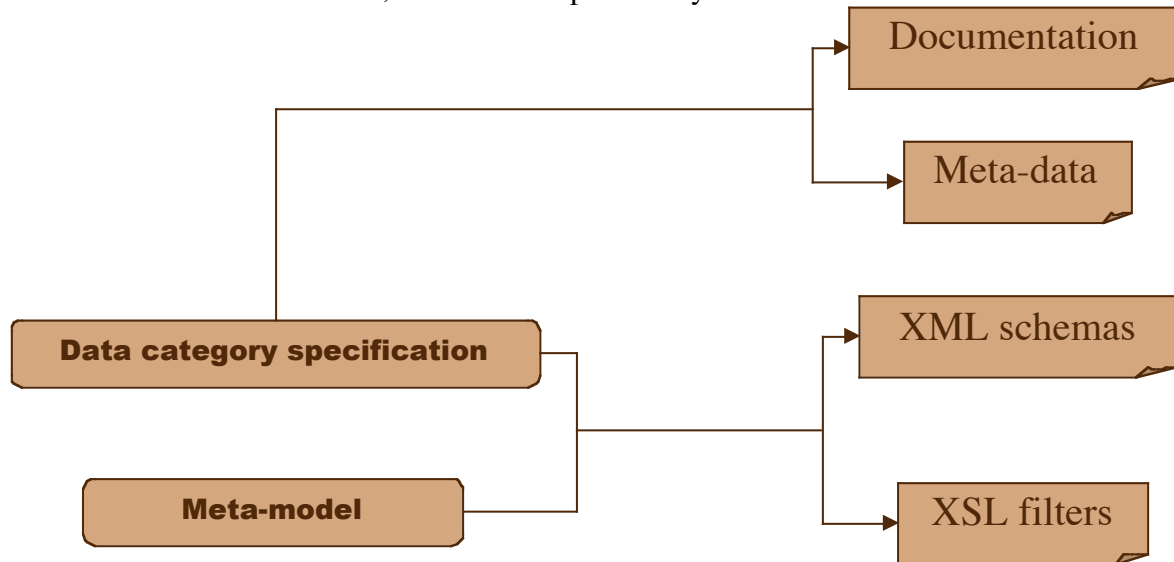 Documentation
Meta-data
XML schemas
Data category specification
Meta-model
XSL filters